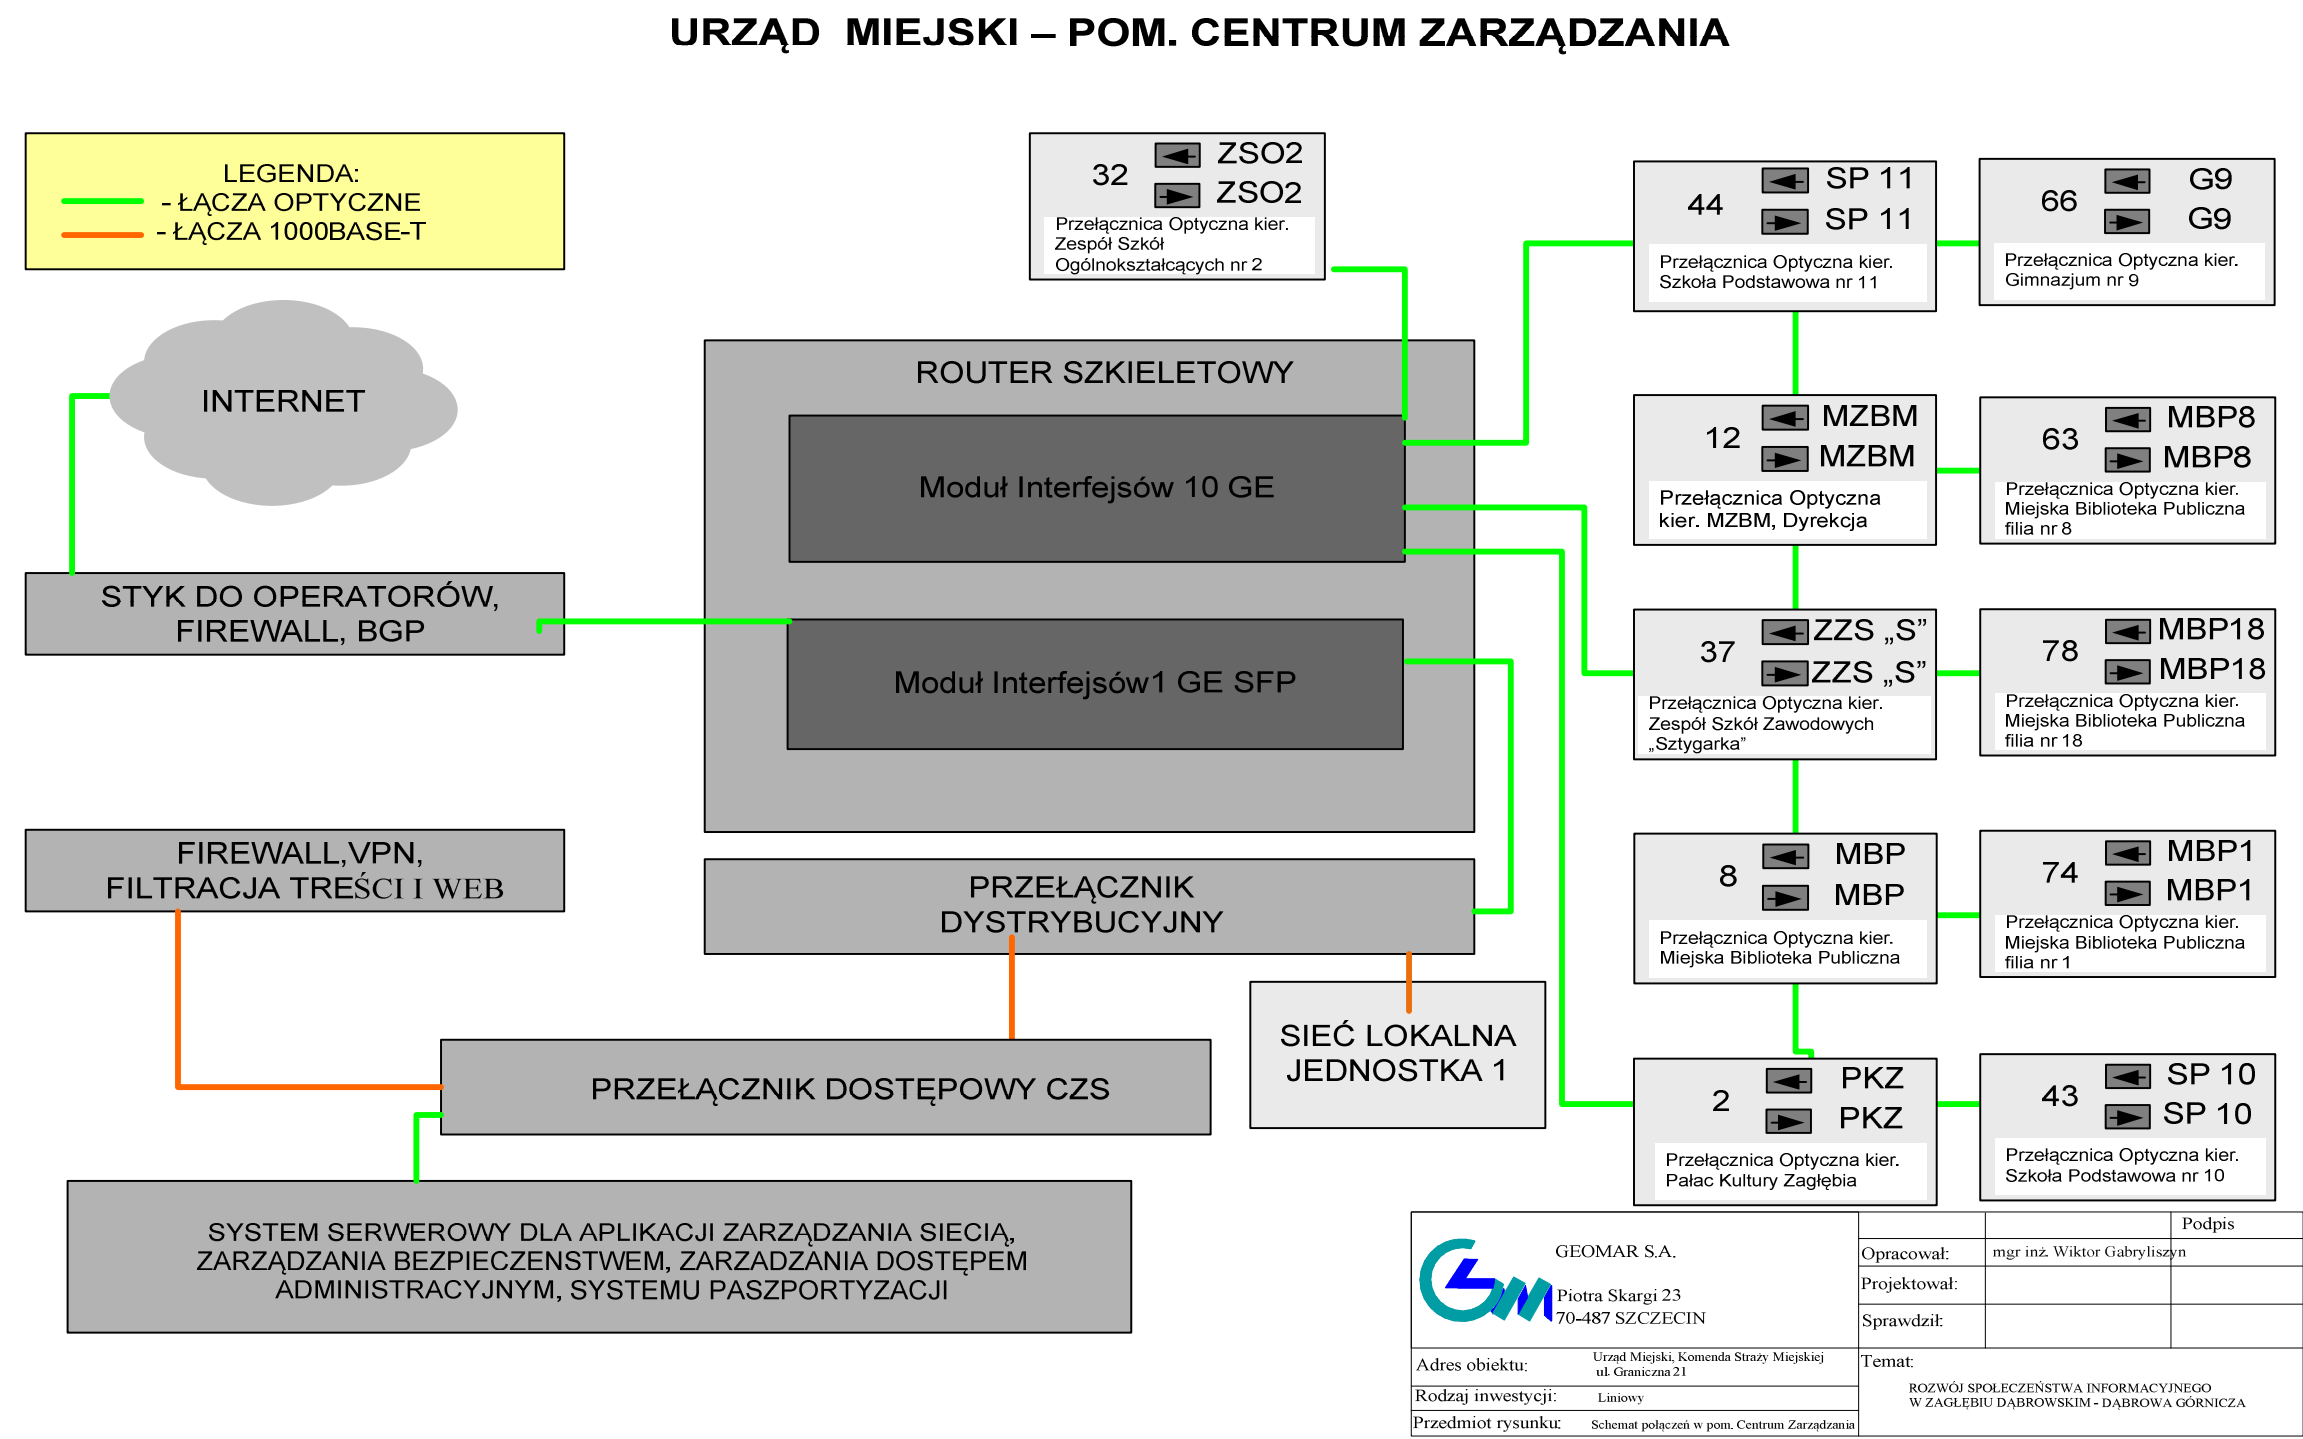 URZĄD MIEJSKI – POM. CENTRUM ZARZĄDZANIA
LEGENDA:
- ŁĄCZA OPTYCZNE
- ŁĄCZA 1000BASE-T
INTERNET
STYK DO OPERATORÓW,
FIREWALL, BGP
FIREWALL,VPN,
FILTRACJA TREŚCI I WEB
32
ZSO2
ZSO2
Przełącznica Optyczna kier.
Zespół Szkół
Ogólnokształcących nr 2
ROUTER SZKIELETOWY
Moduł Interfejsów 10 GE
Moduł Interfejsów1 GE SFP
PRZEŁĄCZNIK
DYSTRYBUCYJNY
SIEĆ LOKALNA
JEDNOSTKA 1
PRZEŁĄCZNIK DOSTĘPOWY CZS
SYSTEM SERWEROWY DLA APLIKACJI ZARZĄDZANIA SIECIĄ,
ZARZĄDZANIA BEZPIECZENSTWEM, ZARZADZANIA DOSTĘPEM
ADMINISTRACYJNYM, SYSTEMU PASZPORTYZACJI
44
SP 11
SP 11
Przełącznica Optyczna kier.
Szkoła Podstawowa nr 11
66
G9
G9
Przełącznica Optyczna kier.
Gimnazjum nr 9
12
MZBM
MZBM
Przełącznica Optyczna
kier. MZBM, Dyrekcja
63
MBP8
MBP8
Przełącznica Optyczna kier.
Miejska Biblioteka Publiczna
filia nr 8
37
ZZS „S”
ZZS „S”
Przełącznica Optyczna kier.
Zespół Szkół Zawodowych
„Sztygarka”
78
MBP18
MBP18
Przełącznica Optyczna kier.
Miejska Biblioteka Publiczna
filia nr 18
8
MBP
MBP
Przełącznica Optyczna kier.
Miejska Biblioteka Publiczna
74
MBP1
MBP1
Przełącznica Optyczna kier.
Miejska Biblioteka Publiczna
filia nr 1
2
PKZ
PKZ
Przełącznica Optyczna kier.
Pałac Kultury Zagłębia
43
SP 10
SP 10
Przełącznica Optyczna kier.
Szkoła Podstawowa nr 10
GEOMAR S.A.
Piotra Skargi 23
70-487 SZCZECIN
Podpis
Opracował: mgr inż. Wiktor Gabryliszyn
Projektował:
Sprawdził:
Adres obiektu: Urząd Miejski, Komenda Straży Miejskiej
ul. Graniczna 21
Rodzaj inwestycji: Liniowy
Przedmiot rysunku: Schemat połączeń w pom. Centrum Zarządzania
Temat:
ROZWÓJ SPOŁECZEŃSTWA INFORMACYJNEGO
W ZAGŁĘBIU DĄBROWSKIM - DĄBROWA GÓRNICZA